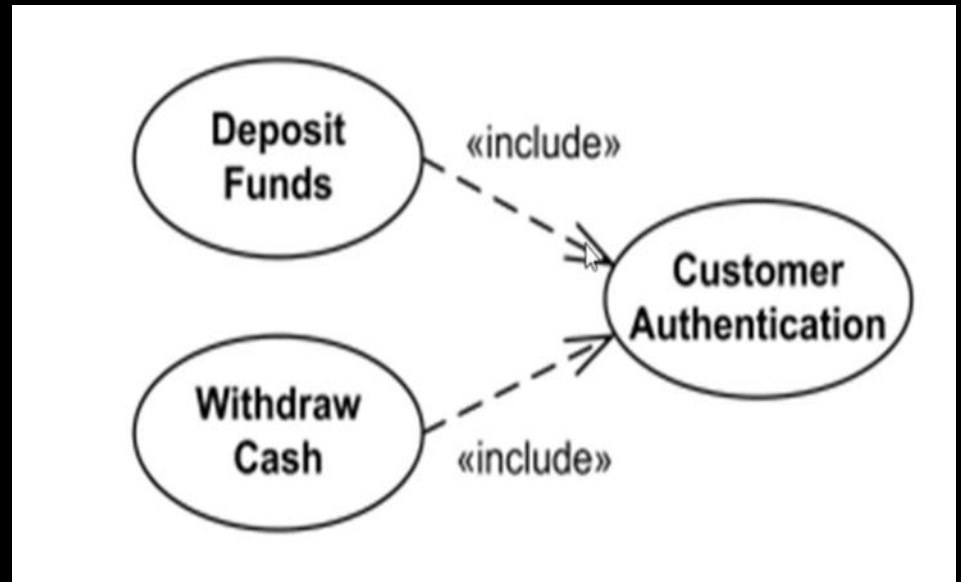 Deposit
Funds
«include»
Customer
Authentication
Withdraw
Cash
«include»